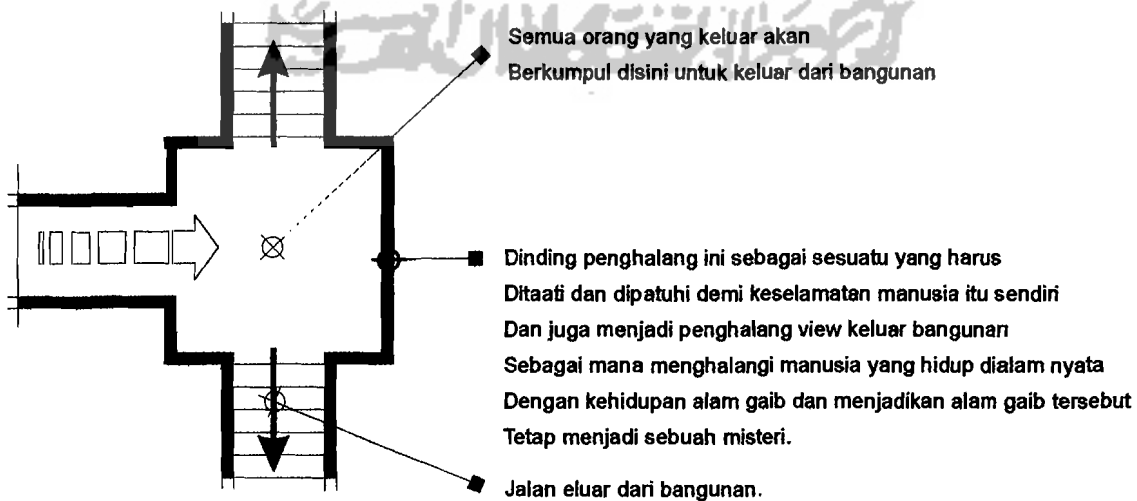 Semua orang yang keluar akan
Berkumpul disini untuk keluar dari bangunan
Dinding penghalang ini sebagai sesuatu yang harus
Ditaati dan dipatuhi demi keselamatan manusia itu sendiri
Dan juga menjadi penghalang view keluar bangunan
Sebagai mana menghalangi manusia yang hidup dialam nyata
Dengan kehidupan alam gaib dan menjadikan alam gaib tersebut
Tetap menjadi sebuah misteri.
Jalan eluar dari bangunan.